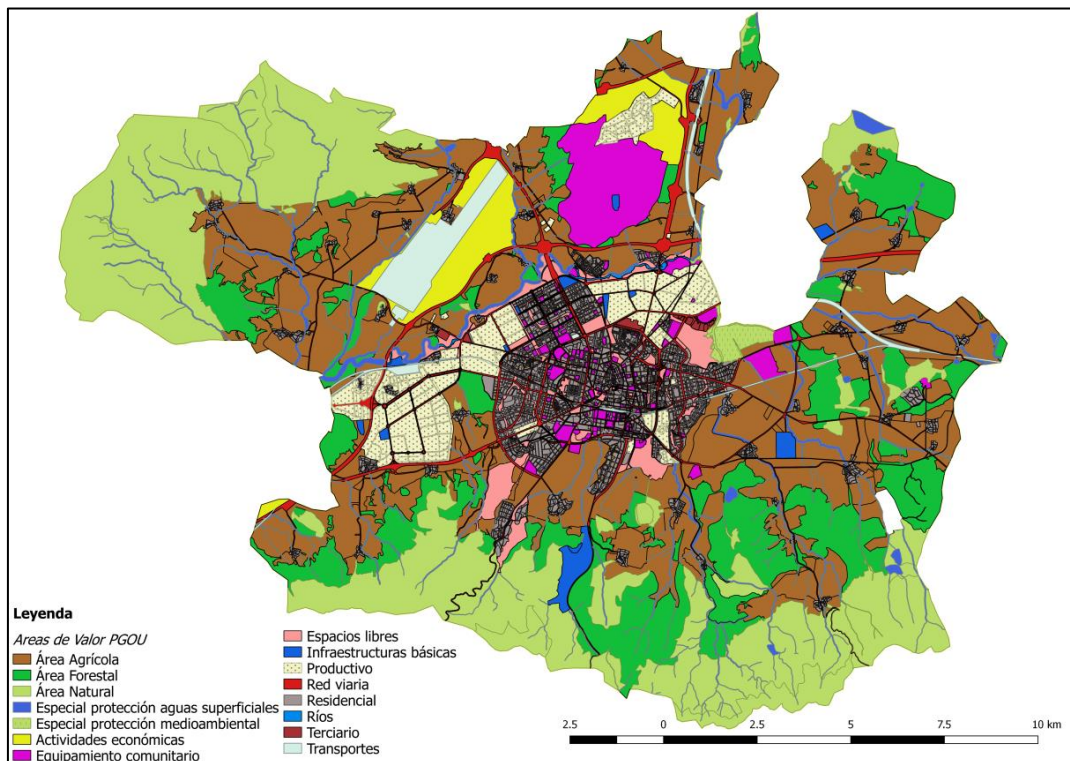 Leyenda
Areas de Valor PGOU
Área Agrícola
Área Forestal
Área Natural
Especial protección aguas superficiales
Especial protección medioambiental
Actividades económicas
Equipamiento comunitario
Espacios libres
Infraestructuras básicas
Productivo
Red viaria
Residencial
Ríos
Terciario
Transportes
2.5 0 2.5 5 7.5 10 km